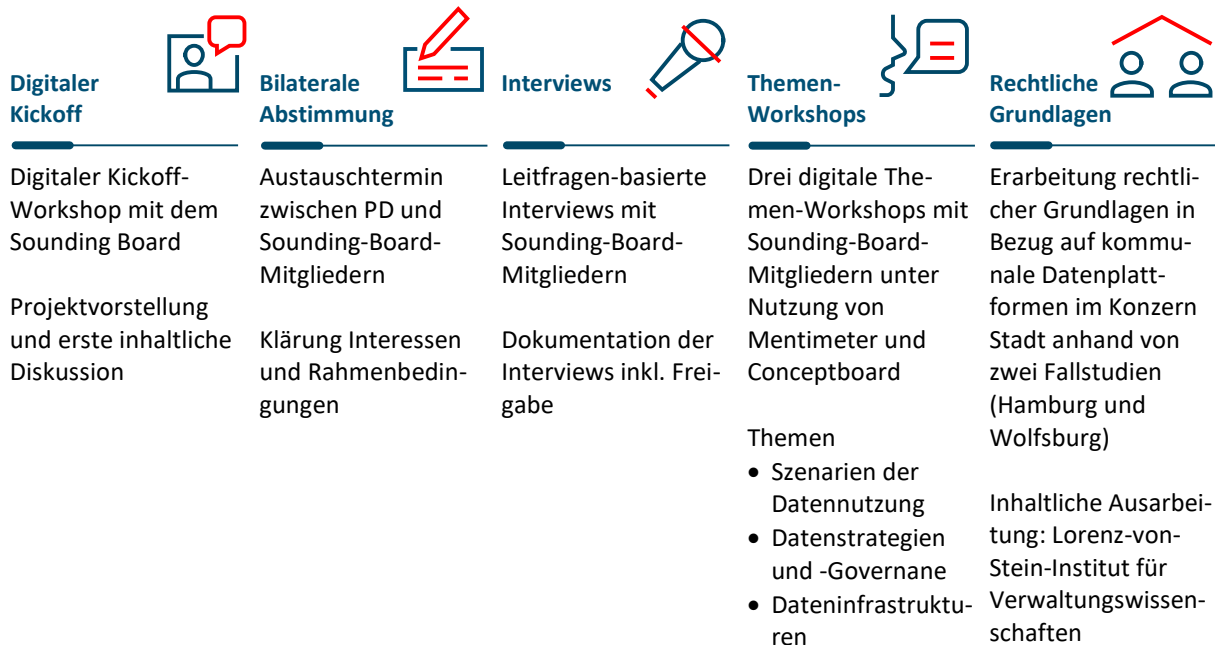 Digitaler
Kickoff
Digitaler Kickoff-
Workshop mit dem
Sounding Board
Projektvorstellung
und erste inhaltliche
Diskussion
Bilaterale
Abstimmung
Austauschtermin
zwischen PD und
Sounding-Board-
Mitgliedern
Klärung Interessen
und Rahmenbedin-
gungen
Interviews
Leitfragen-basierte
Interviews mit
Sounding-Board-
Mitgliedern
Dokumentation der
Interviews inkl. Frei-
gabe
Themen-
Workshops
Drei digitale The-
men-Workshops mit
Sounding-Board-
Mitgliedern unter
Nutzung von
Mentimeter und
Conceptboard
Themen
• Szenarien der
Datennutzung
• Datenstrategien
und -Governane
• Dateninfrastruktu-
ren
Rechtliche
Grundlagen
Erarbeitung rechtli-
cher Grundlagen in
Bezug auf kommu-
nale Datenplatt-
formen im Konzern
Stadt anhand von
zwei Fallstudien
(Hamburg und
Wolfsburg)
Inhaltliche Ausarbei-
tung: Lorenz-von-
Stein-Institut für
Verwaltungswissen-
schaften